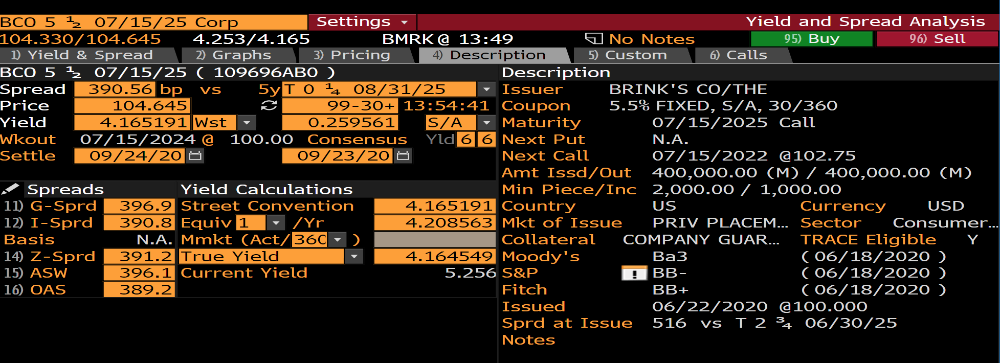 BCO 5 ½ 07/15/25 Corp Settings Yield and Spread Analysis
104.330/104.645 4.253/4.165 BMRK @ 13:49 No Notes 95) Buy 96) Sell
1) Yield & Spread 2) Graphs 3) Pricing 4) Description 5) Custom 6) Calls
BCO 5 ½ 07/15/25 ( 109696AB0 )
Spread 390.56 bp vs 5y T 0 ¼ 08/31/25
Price 104.645 99-30+ 13:54:41
Yield 4.165191 Wst 0.259561 S/A
Wkout 07/15/2024 @ 100.00 Consensus Yld 6 6
Settle 09/24/20 09/23/20
Spreads Yield Calculations
11) G-Sprd 396.9 Street Convention 4.165191
12) I-Sprd 390.8 Equiv 1 /Yr 4.208563
Basis N.A. Mmkt (Act/ 360 )
14) Z-Sprd 391.2 True Yield 4.164549
15) ASW 396.1 Current Yield 5.256
16) OAS 389.2
Description
Issuer BRINK'S CO/THE
Coupon 5.5% FIXED, S/A, 30/360
Maturity 07/15/2025 Call
Next Put N.A.
Next Call 07/15/2022 @102.75
Amt Issd/Out 400,000.00 (M) / 400,000.00 (M)
Min Piece/Inc 2,000.00 / 1,000.00
Country US Currency USD
Mkt of Issue PRIV PLACEM... Sector Consumer...
Collateral COMPANY GUAR... TRACE Eligible Y
Moody's Ba3 ( 06/18/2020 )
S&P BB- ( 06/18/2020 )
Fitch BB+ ( 06/18/2020 )
Issued 06/22/2020 @100.000
Sprd at Issue 516 vs T 2 ¾ 06/30/25
Notes